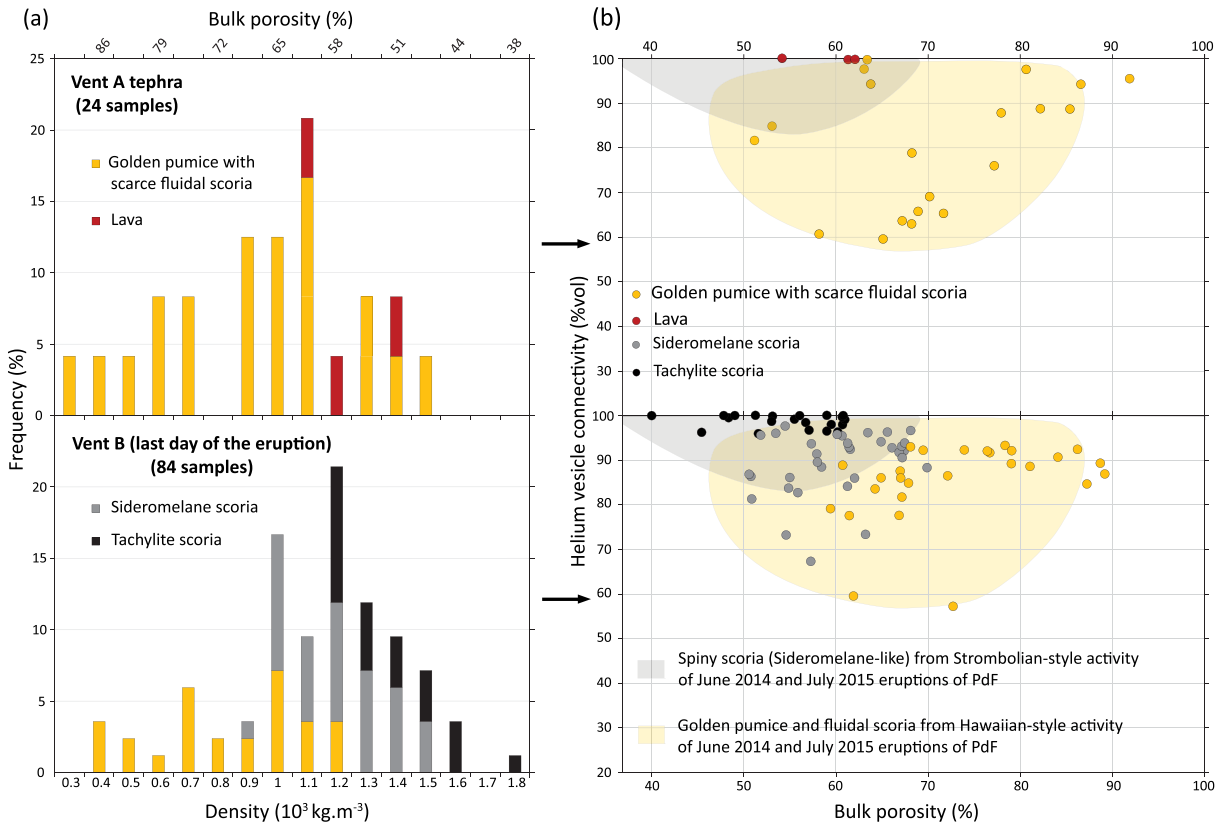 (a)
Bulk porosity (%)
86 79 72 65 58 51 44 38
25
20
15
10
5
0
Vent A tephra
(24 samples)
Golden pumice with
scarce fluidal scoria
Lava
Frequency (%)
Vent B (last day of the eruption)
(84 samples)
Sideromelane scoria
Tachylite scoria
20
15
10
5
0
0.3 0.4 0.5 0.6 0.7 0.8 0.9 1 1.1 1.2 1.3 1.4 1.5 1.6 1.7 1.8
Density (10³ kg.m⁻³)
(b)
40 50 60 70 80 90 100
100
90
80
70
60
50
40
30
Helium vesicle connectivity (%vol)
Golden pumice with scarce fluidal scoria
Lava
Sideromelane scoria
Tachylite scoria
100
90
80
70
60
50
40
30
20
Spiny scoria (Sideromelane-like) from Strombolian-style activity
of June 2014 and July 2015 eruptions of PdF
Golden pumice and fluidal scoria from Hawaiian-style activity
of June 2014 and July 2015 eruptions of PdF
40 50 60 70 80 90 100
Bulk porosity (%)